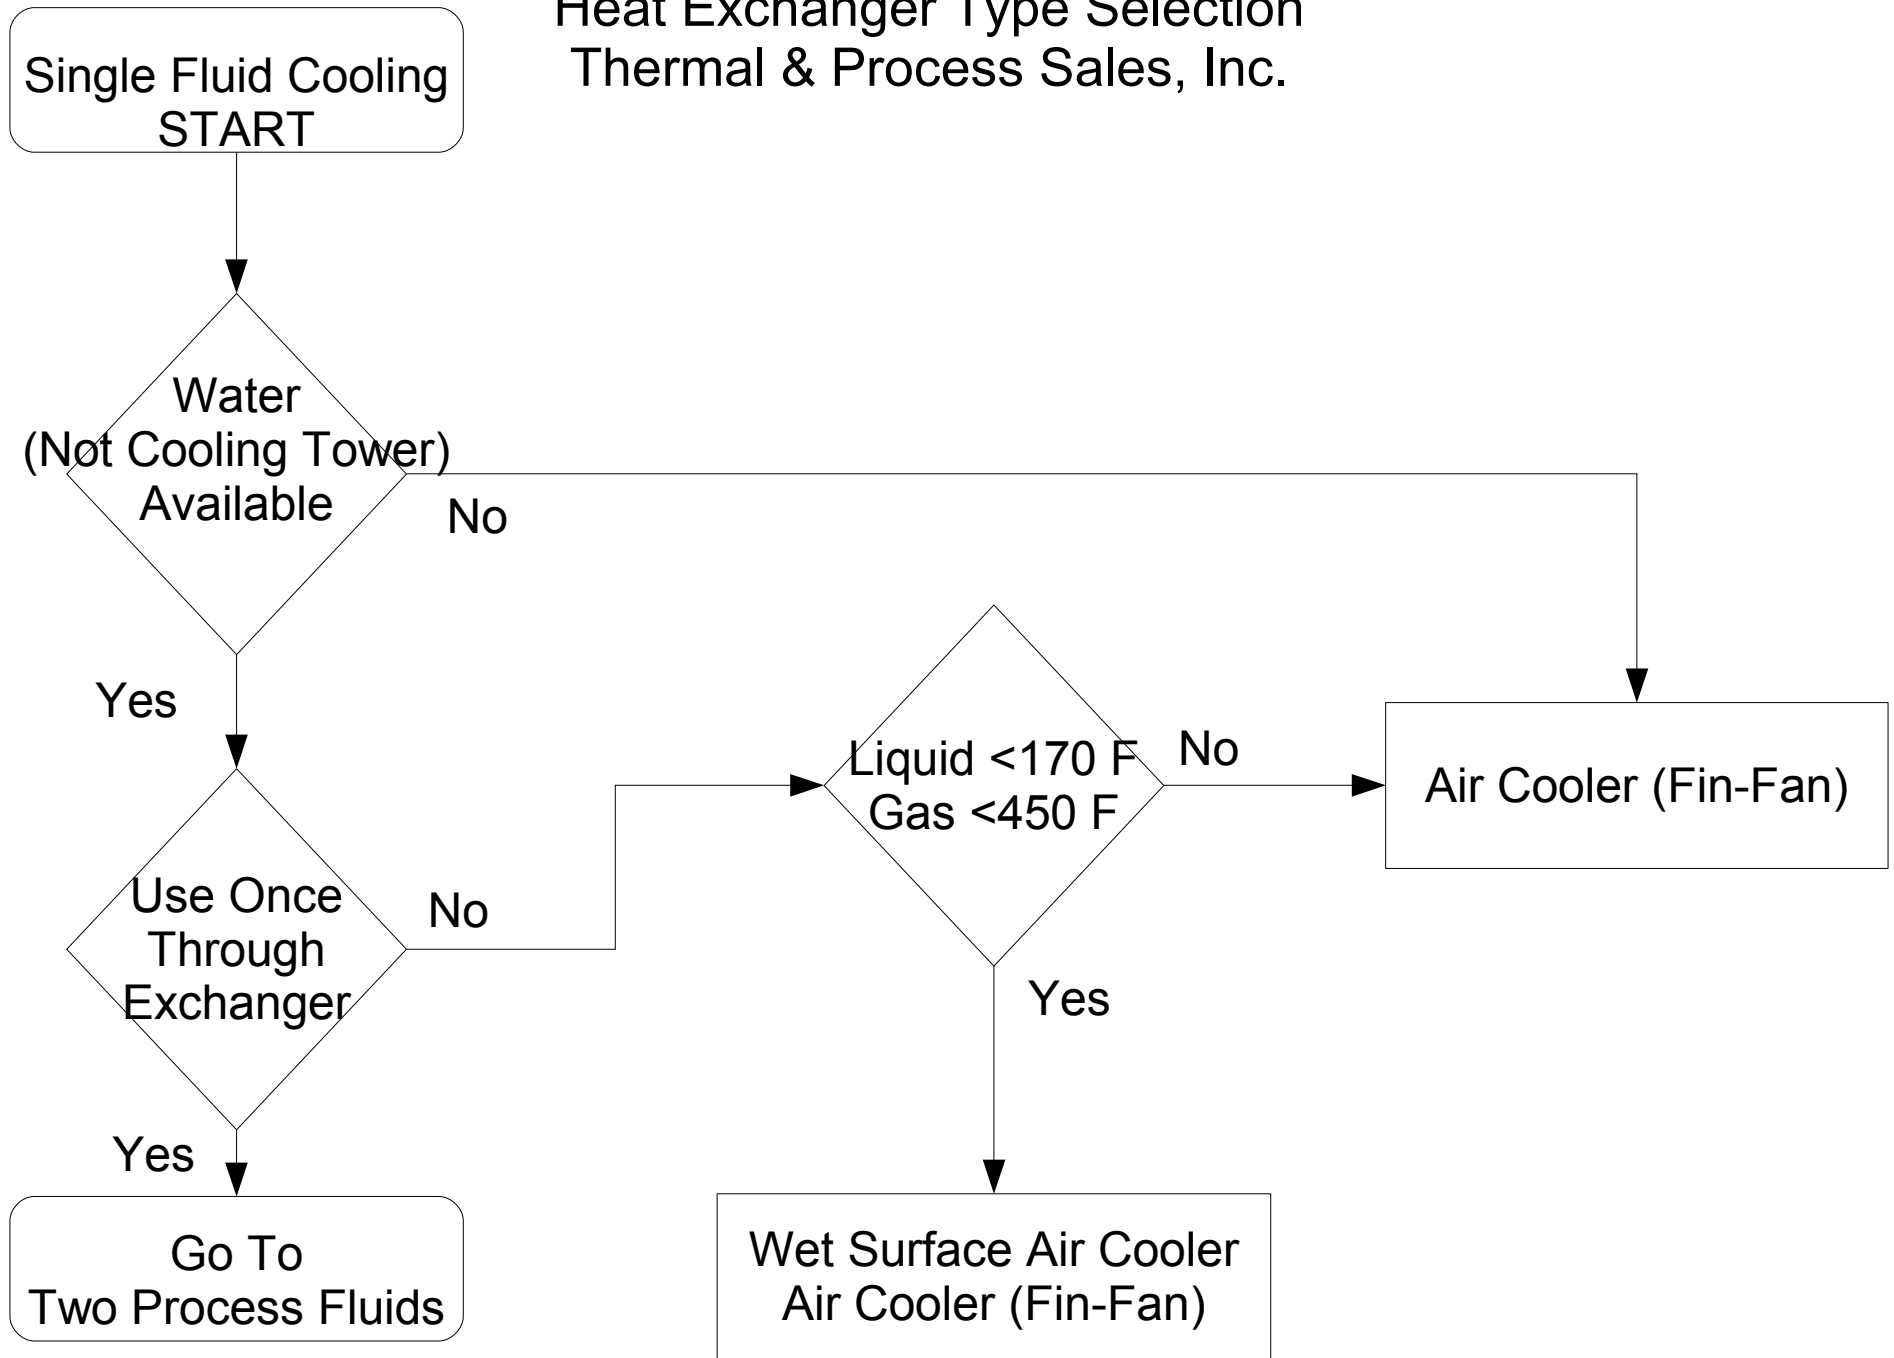 Heat Exchanger Type Selection
Thermal & Process Sales, Inc.
Single Fluid Cooling
START
Water
(Not Cooling Tower)
Available
No
Yes
Liquid <170 F
Gas <450 F
No
Air Cooler (Fin-Fan)
Use Once
Through
Exchanger
No
Yes
Yes
Go To
Two Process Fluids
Wet Surface Air Cooler
Air Cooler (Fin-Fan)